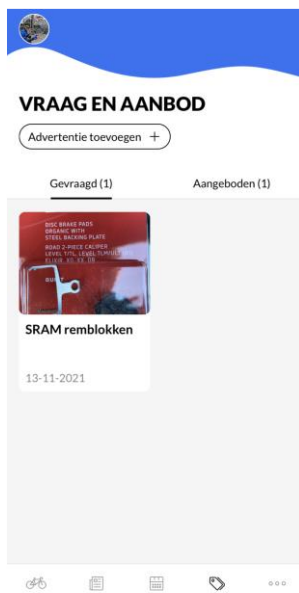 VRAAG EN AANBOD
Advertentie toevoegen +
Gevraagd (1)
Aangeboden (1)
DISC BRAKE PADS
ORGANIC WITH
STEEL BACKING PLATE
ROAD 2-PIECE CALIPER
SRAM remblokken
13-11-2021